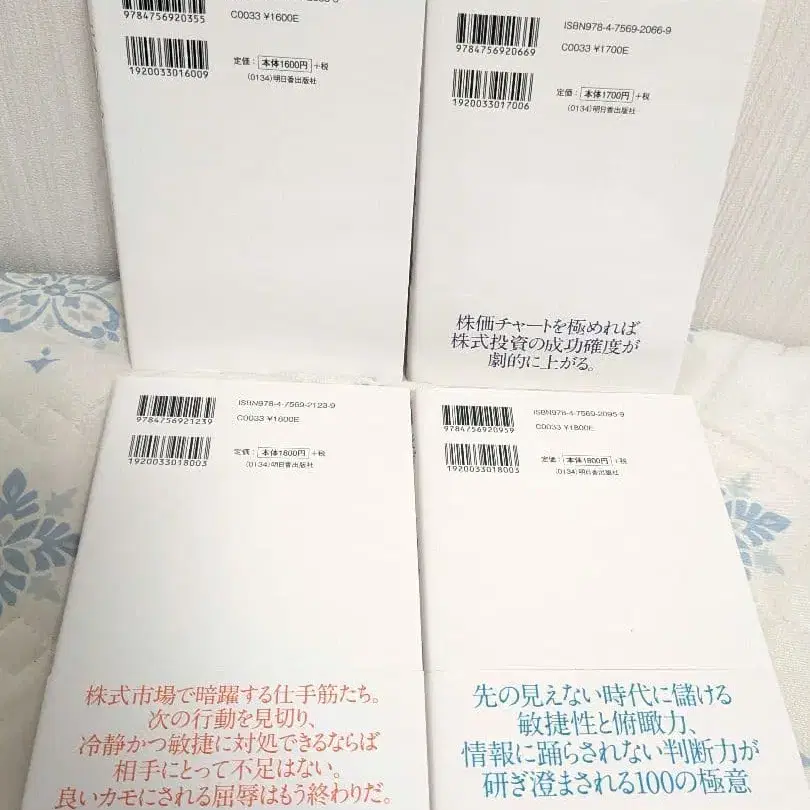 9784756920355
C0033 ¥1600E
1920033016009
定価： 本体1600円 +税
(0134)明日香出版社
ISBN978-4-7569-2066-9
9784756920669
C0033 ¥1700E
1920033017006
定価： 本体1700円 +税
(0134)明日香出版社
株価チャートを極めれば
株式投資の成功確度が
劇的に上がる。
ISBN978-4-7569-2123-9
9784756921239
C0033 ¥1800E
1920033018003
定価： 本体1800円 +税
(0134)明日香出版社
株式市場で暗躍する仕手筋たち。
次の行動を見切り、
冷静かつ敏捷に対処できるならば
相手にとって不足はない。
良いカモにされる屈辱はもう終わりだ。
ISBN978-4-7569-2095-9
9784756920959
C0033 ¥1800E
1920033018003
定価： 本体1800円 +税
(0134)明日香出版社
先の見えない時代に儲ける
敏捷性と俯瞰力、
情報に踊らされない判断力が
研ぎ澄まされる100の極意